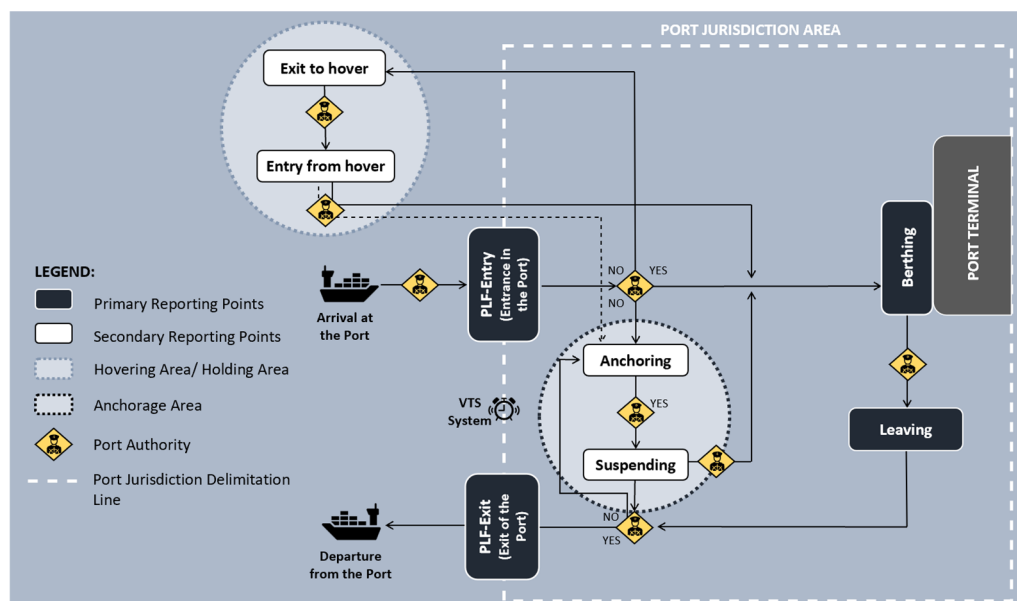 PORT JURISDICTION AREA
Exit to hover
Entry from hover
PORT TERMINAL
Berthing
PLF-Entry
(Entrance in
the Port)
NO
YES
NO
LEGEND:
Primary Reporting Points
Secondary Reporting Points
Hovering Area/ Holding Area
Anchorage Area
Port Authority
Port Jurisdiction Delimitation
Line
Arrival at
the Port
Anchoring
YES
VTS
System
Suspending
Leaving
PLF-Exit
(Exit of the
Port)
NO
YES
Departure
from the Port